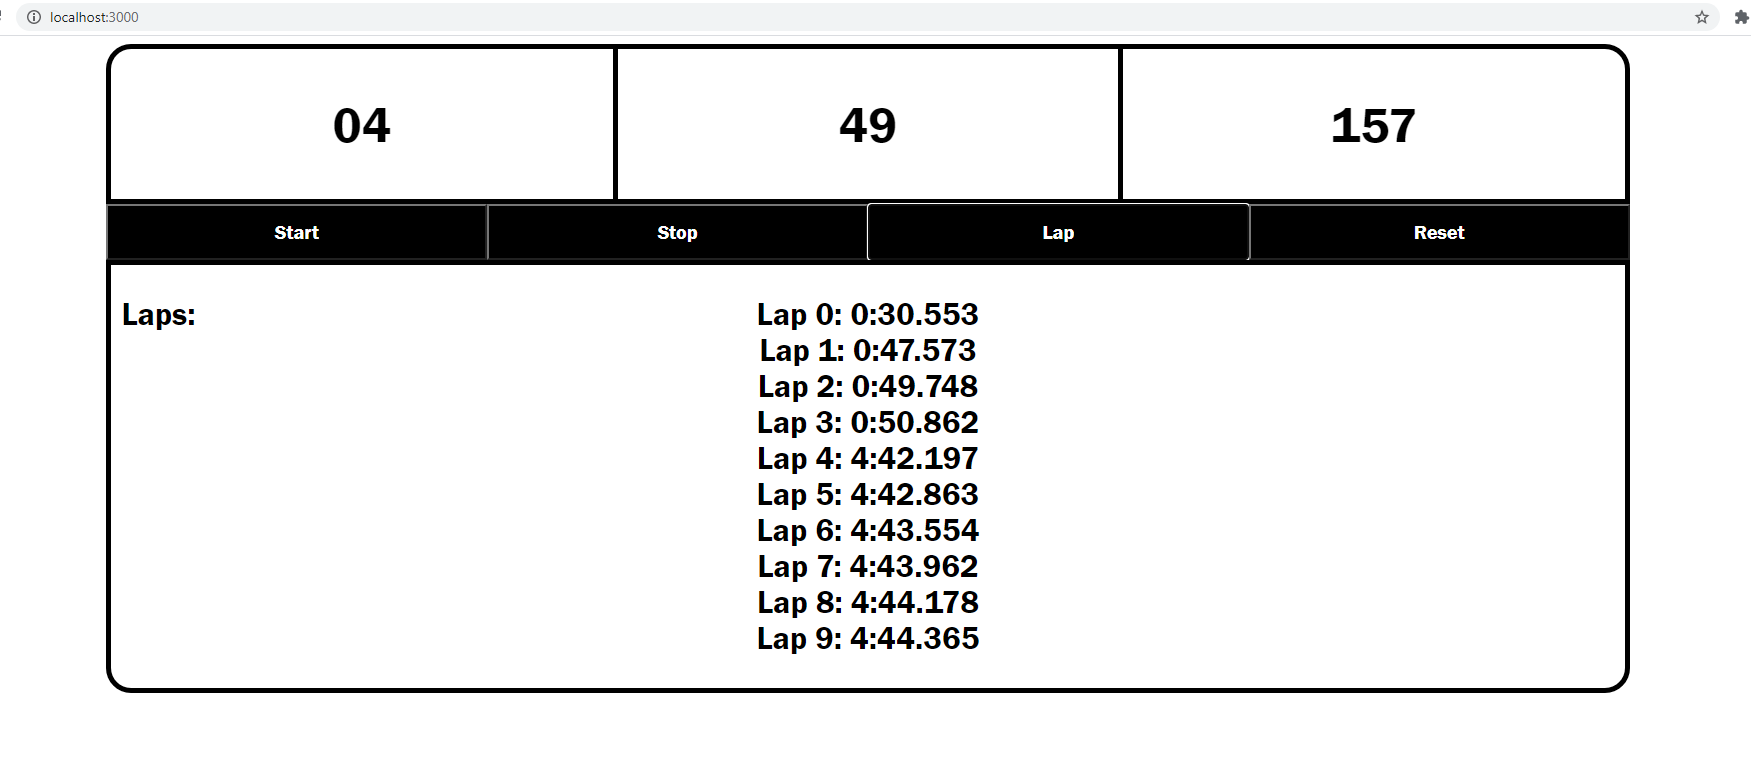 localhost:3000
04 49 157
Start Stop Lap Reset
Laps: Lap 0: 0:30.553
Lap 1: 0:47.573
Lap 2: 0:49.748
Lap 3: 0:50.862
Lap 4: 4:42.197
Lap 5: 4:42.863
Lap 6: 4:43.554
Lap 7: 4:43.962
Lap 8: 4:44.178
Lap 9: 4:44.365